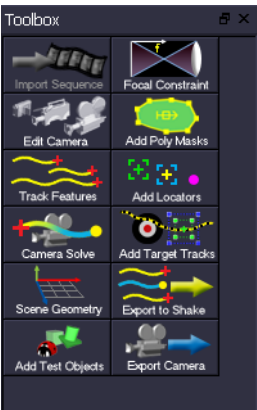 Toolbox
Import Sequence
Focal Constraint
Edit Camera
Add Poly Masks
Track Features
Add Locators
Camera Solve
Add Target Tracks
Scene Geometry
Export to Shake
Add Test Objects
Export Camera